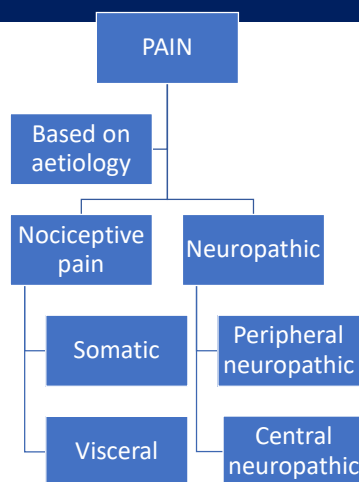 PAIN
Based on
aetiology
Nociceptive
pain
Neuropathic
Somatic
Peripheral
neuropathic
Visceral
Central
neuropathic